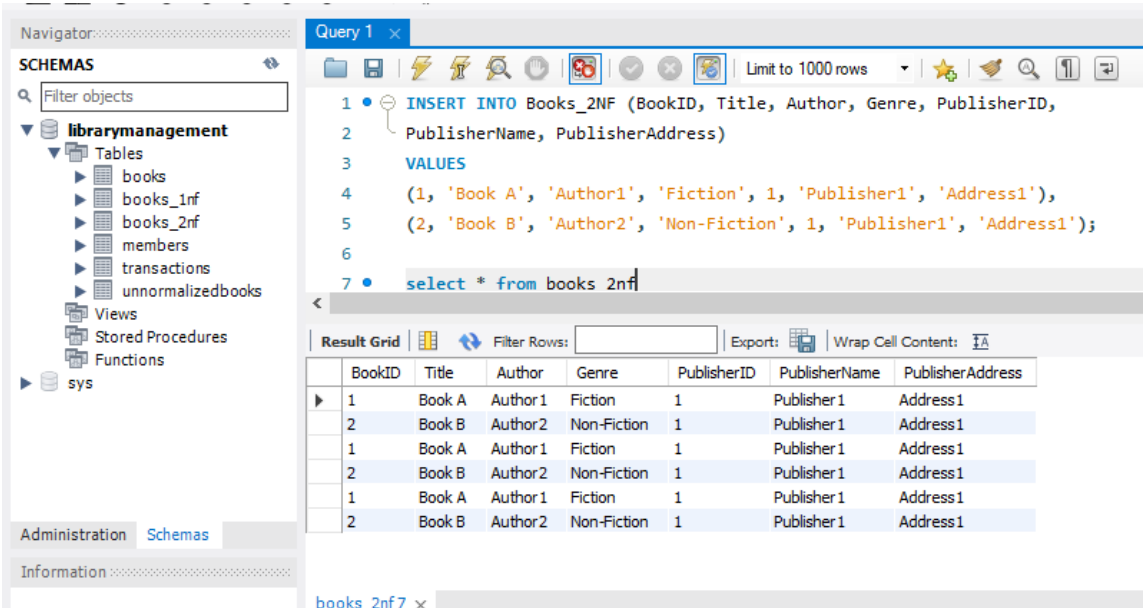 Navigator
SCHEMAS
Filter objects
librarymanagement
Tables
books
books_1nf
books_2nf
members
transactions
unnormalizedbooks
Views
Stored Procedures
Functions
sys
Administration Schemas
Information
Query 1
Limit to 1000 rows
1 INSERT INTO Books_2NF (BookID, Title, Author, Genre, PublisherID,
2 PublisherName, PublisherAddress)
3 VALUES
4 (1, 'Book A', 'Author1', 'Fiction', 1, 'Publisher1', 'Address1'),
5 (2, 'Book B', 'Author2', 'Non-Fiction', 1, 'Publisher1', 'Address1');
6
7 select * from books_2nf
Result Grid Filter Rows: Export: Wrap Cell Content: IA
BookID Title Author Genre PublisherID PublisherName PublisherAddress
1 Book A Author1 Fiction 1 Publisher1 Address1
2 Book B Author2 Non-Fiction 1 Publisher1 Address1
1 Book A Author1 Fiction 1 Publisher1 Address1
2 Book B Author2 Non-Fiction 1 Publisher1 Address1
1 Book A Author1 Fiction 1 Publisher1 Address1
2 Book B Author2 Non-Fiction 1 Publisher1 Address1
books_2nf 7